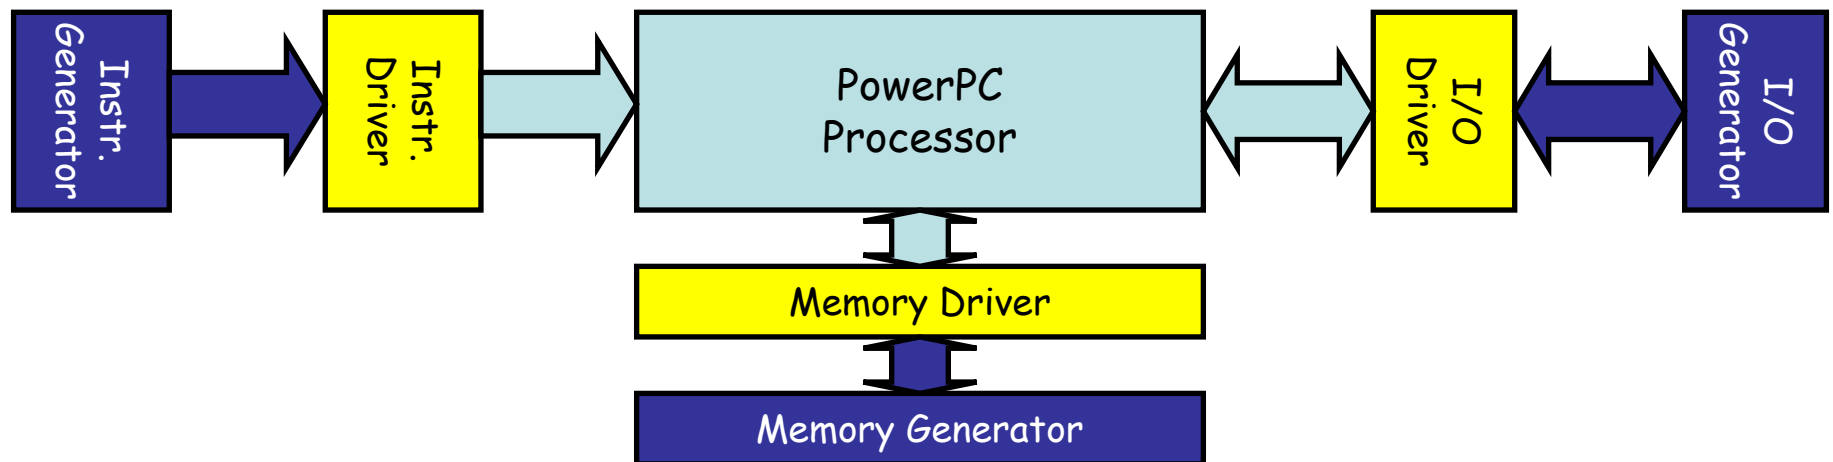 Instr.
Generator
Instr.
Driver
PowerPC
Processor
I/O
Driver
I/O
Generator
Memory Driver
Memory Generator